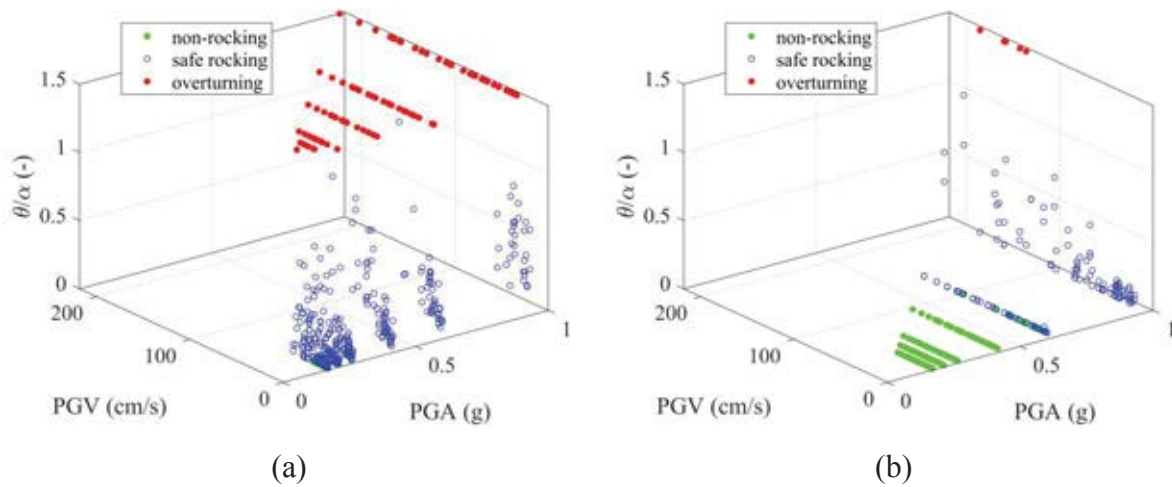 non-rocking
safe rocking
overturning
1.5
1
0.5
0
θ/α (-)
200
100
0
PGV (cm/s)
0
0.5
1
PGA (g)
(a)
non-rocking
safe rocking
overturning
1.5
1
0.5
0
θ/α (-)
200
100
0
PGV (cm/s)
0
0.5
1
PGA (g)
(b)